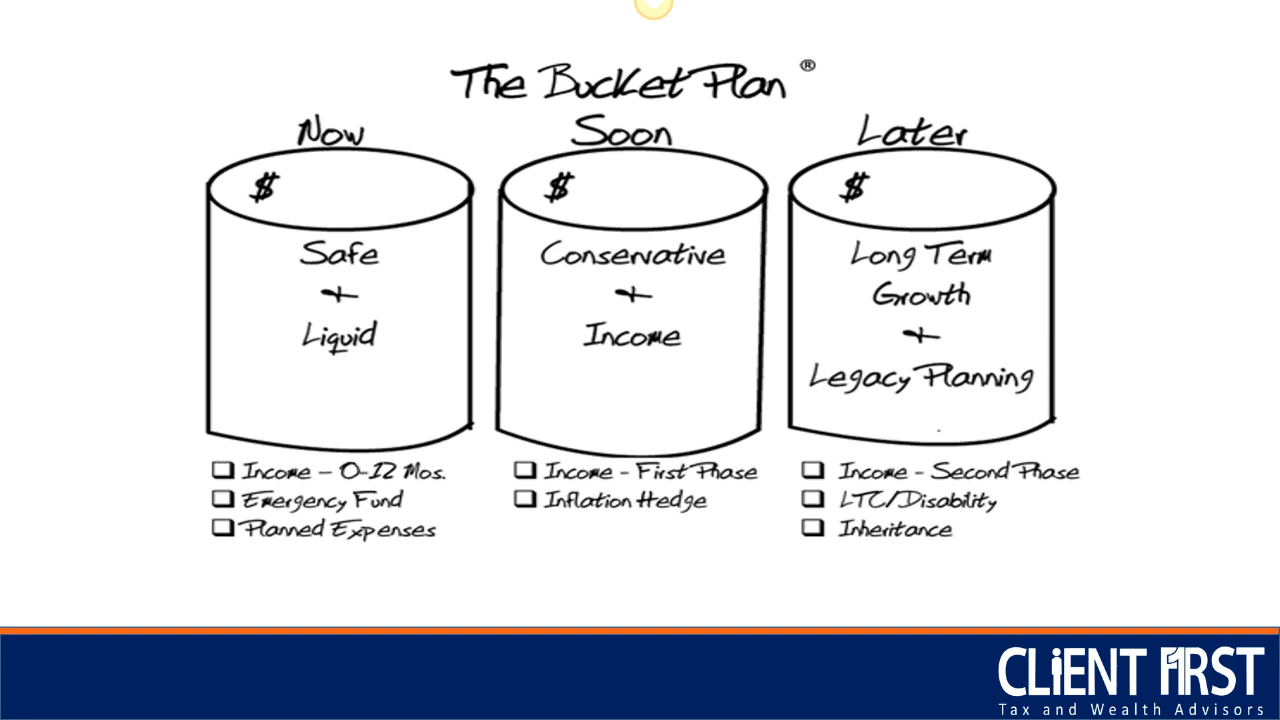 The Bucket Plan ®
Now
$
Safe
+
Liquid
Income – 0-12 Mos.
Emergency Fund
Planned Expenses
Soon
$
Conservative
+
Income
Income - First Phase
Inflation Hedge
Later
$
Long Term
Growth
+
Legacy Planning
Income - Second Phase
LTC/Disability
Inheritance
CLiENT FIRST
Tax and Wealth Advisors